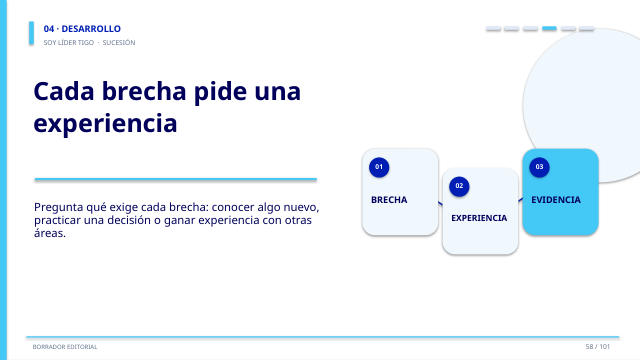 04 · DESARROLLO
SOY LÍDER TIGO · SUCESIÓN
Cada brecha pide una
experiencia
Pregunta qué exige cada brecha: conocer algo nuevo,
practicar una decisión o ganar experiencia con otras
áreas.
01
BRECHA
02
EXPERIENCIA
03
EVIDENCIA
BORRADOR EDITORIAL
58 / 101